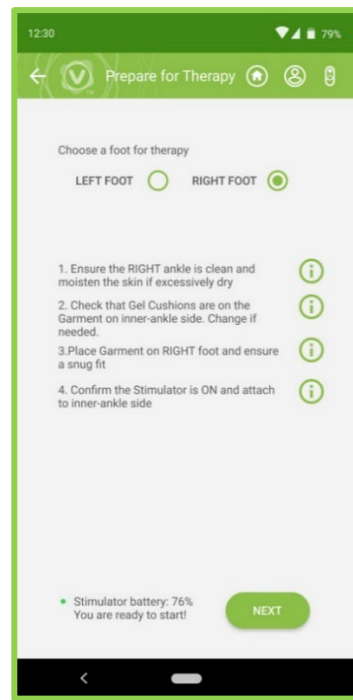 12:30 79%
V Prepare for Therapy
TM
Choose a foot for therapy
LEFT FOOT RIGHT FOOT
1. Ensure the RIGHT ankle is clean and
moisten the skin if excessively dry
2. Check that Gel Cushions are on the
Garment on inner-ankle side. Change if
needed.
3.Place Garment on RIGHT foot and ensure
a snug fit
4. Confirm the Stimulator is ON and attach
to inner-ankle side
Stimulator battery: 76%
You are ready to start!
NEXT